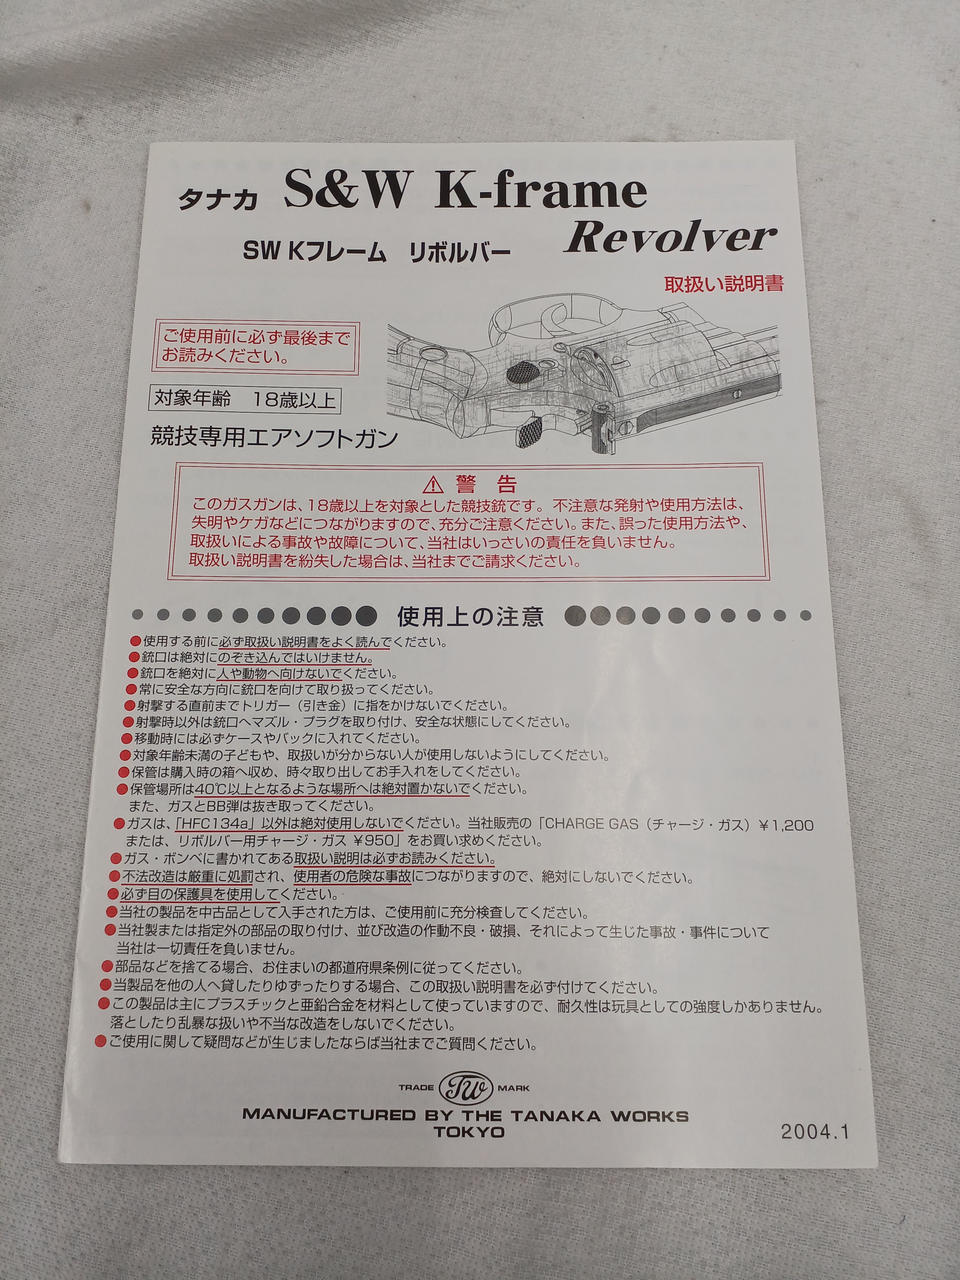 タナカ S&W K-frame
Revolver
SW Kフレーム リボルバー
取扱い説明書
ご使用前に必ず最後まで
お読みください。
対象年齢 18歳以上
競技専用エアソフトガン
⚠ 警 告
このガスガンは、18歳以上を対象とした競技銃です。不注意な発射や使用方法は、
失明やケガなどにつながりますので、充分ご注意ください。また、誤った使用方法や、
取扱いによる事故や故障について、当社はいっさいの責任を負いません。
取扱い説明書を紛失した場合は、当社までご請求ください。
使用上の注意
●使用する前に必ず取扱い説明書をよく読んでください。
●銃口は絶対にのぞき込んではいけません。
●銃口を絶対に人や動物へ向けないでください。
●常に安全な方向に銃口を向けて取り扱ってください。
●射撃する直前までトリガー（引き金）に指をかけないでください。
●射撃時以外は銃口へマズル・プラグを取り付け、安全な状態にしてください。
●移動時には必ずケースやバックに入れてください。
●対象年齢未満の子どもや、取扱いが分からない人が使用しないようにしてください。
●保管は購入時の箱へ収め、時々取り出してお手入れをしてください。
●保管場所は40℃以上となるような場所へは絶対置かないでください。
また、ガスとBB弾は抜き取ってください。
●ガスは、「HFC134a」以外は絶対使用しないでください。当社販売の「CHARGE GAS（チャージ・ガス）￥1,200
または、リボルバー用チャージ・ガス ￥950」をお買い求めください。
●ガス・ボンベに書かれてある取扱い説明は必ずお読みください。
●不法改造は厳重に処罰され、使用者の危険な事故につながりますので、絶対にしないでください。
●必ず目の保護具を使用してください。
●当社の製品を中古品として入手された方は、ご使用前に充分検査してください。
●当社製または指定外の部品の取り付け、並び改造の作動不良・破損、それによって生じた事故・事件について
当社は一切責任を負いません。
●部品などを捨てる場合、お住まいの都道府県条例に従ってください。
●当製品を他の人へ貸したりゆずったりする場合、この取扱い説明書を必ず付けてください。
●この製品は主にプラスチックと亜鉛合金を材料として使っていますので、耐久性は玩具としての強度しかありません。
落としたり乱暴な扱いや不当な改造をしないでください。
●ご使用に関して疑問などが生じましたならば当社までご質問ください。
TRADE TW MARK
MANUFACTURED BY THE TANAKA WORKS
TOKYO
2004.1